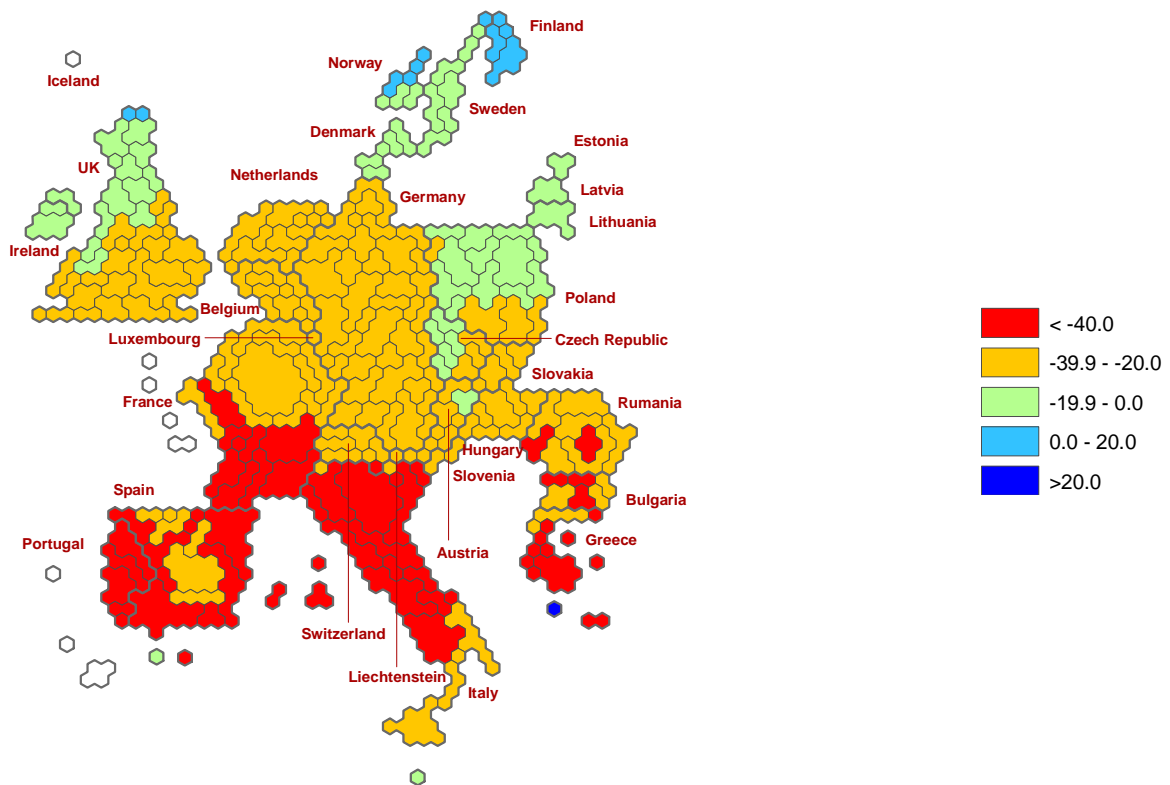 Finland
Norway
Iceland
Sweden
Denmark
Estonia
UK
Netherlands
Germany
Latvia
Lithuania
Ireland
Belgium
Poland
Luxembourg
Czech Republic
Slovakia
France
Rumania
Hungary
Slovenia
Spain
Bulgaria
Portugal
Greece
Austria
Switzerland
Liechtenstein
Italy
< -40.0
-39.9 - -20.0
-19.9 - 0.0
0.0 - 20.0
>20.0